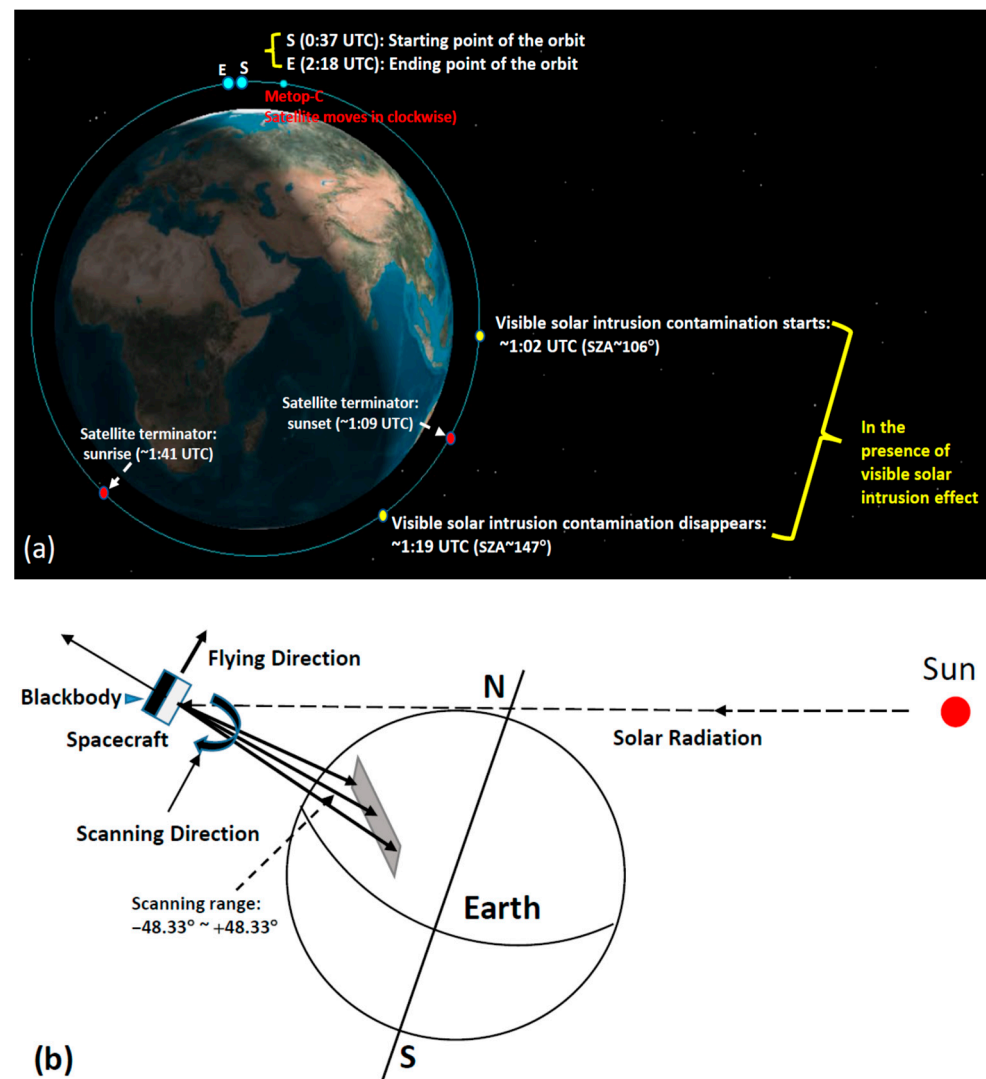 S (0:37 UTC): Starting point of the orbit
E (2:18 UTC): Ending point of the orbit
E S
Metop-C
Satellite moves in clockwise)
Visible solar intrusion contamination starts:
~1:02 UTC (SZA~106°)
Satellite terminator:
sunset (~1:09 UTC)
Satellite terminator:
sunrise (~1:41 UTC)
In the
presence of
visible solar
intrusion effect
Visible solar intrusion contamination disappears:
~1:19 UTC (SZA~147°)
(a)
Flying Direction
Blackbody
Spacecraft
N
Sun
Solar Radiation
Scanning Direction
Scanning range:
−48.33° ~ +48.33°
Earth
S
(b)